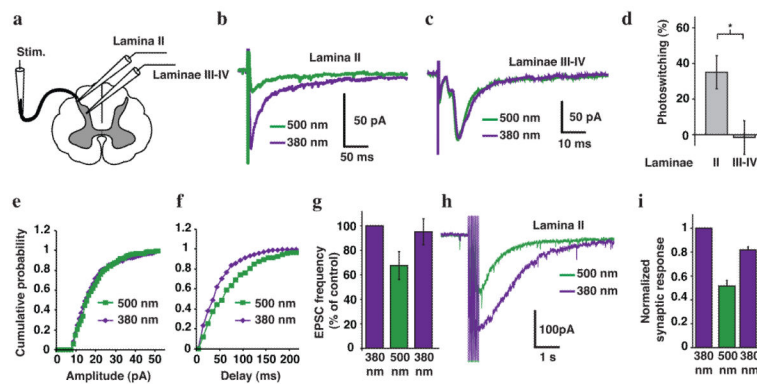 a
Stim.
Lamina II
Laminae III-IV
b
Lamina II
500 nm
380 nm
50 pA
50 ms
c
Laminae III-IV
500 nm
380 nm
50 pA
10 ms
d
Photoswitching (%)
80
60
40
20
0
*
Laminae II III-IV
e
Cumulative probability
1.2
1
0.8
0.6
0.4
0.2
0
500 nm
380 nm
0 10 20 30 40 50
Amplitude (pA)
f
1.2
1
0.8
0.6
0.4
0.2
0
500 nm
380 nm
0 50 100 150 200
Delay (ms)
g
EPSC frequency
(% of control)
100
80
60
40
20
0
380 500 380
nm nm nm
h
Lamina II
500 nm
380 nm
100pA
1 s
i
Normalized
synaptic response
1
0.8
0.6
0.4
0.2
0
380 500 380
nm nm nm